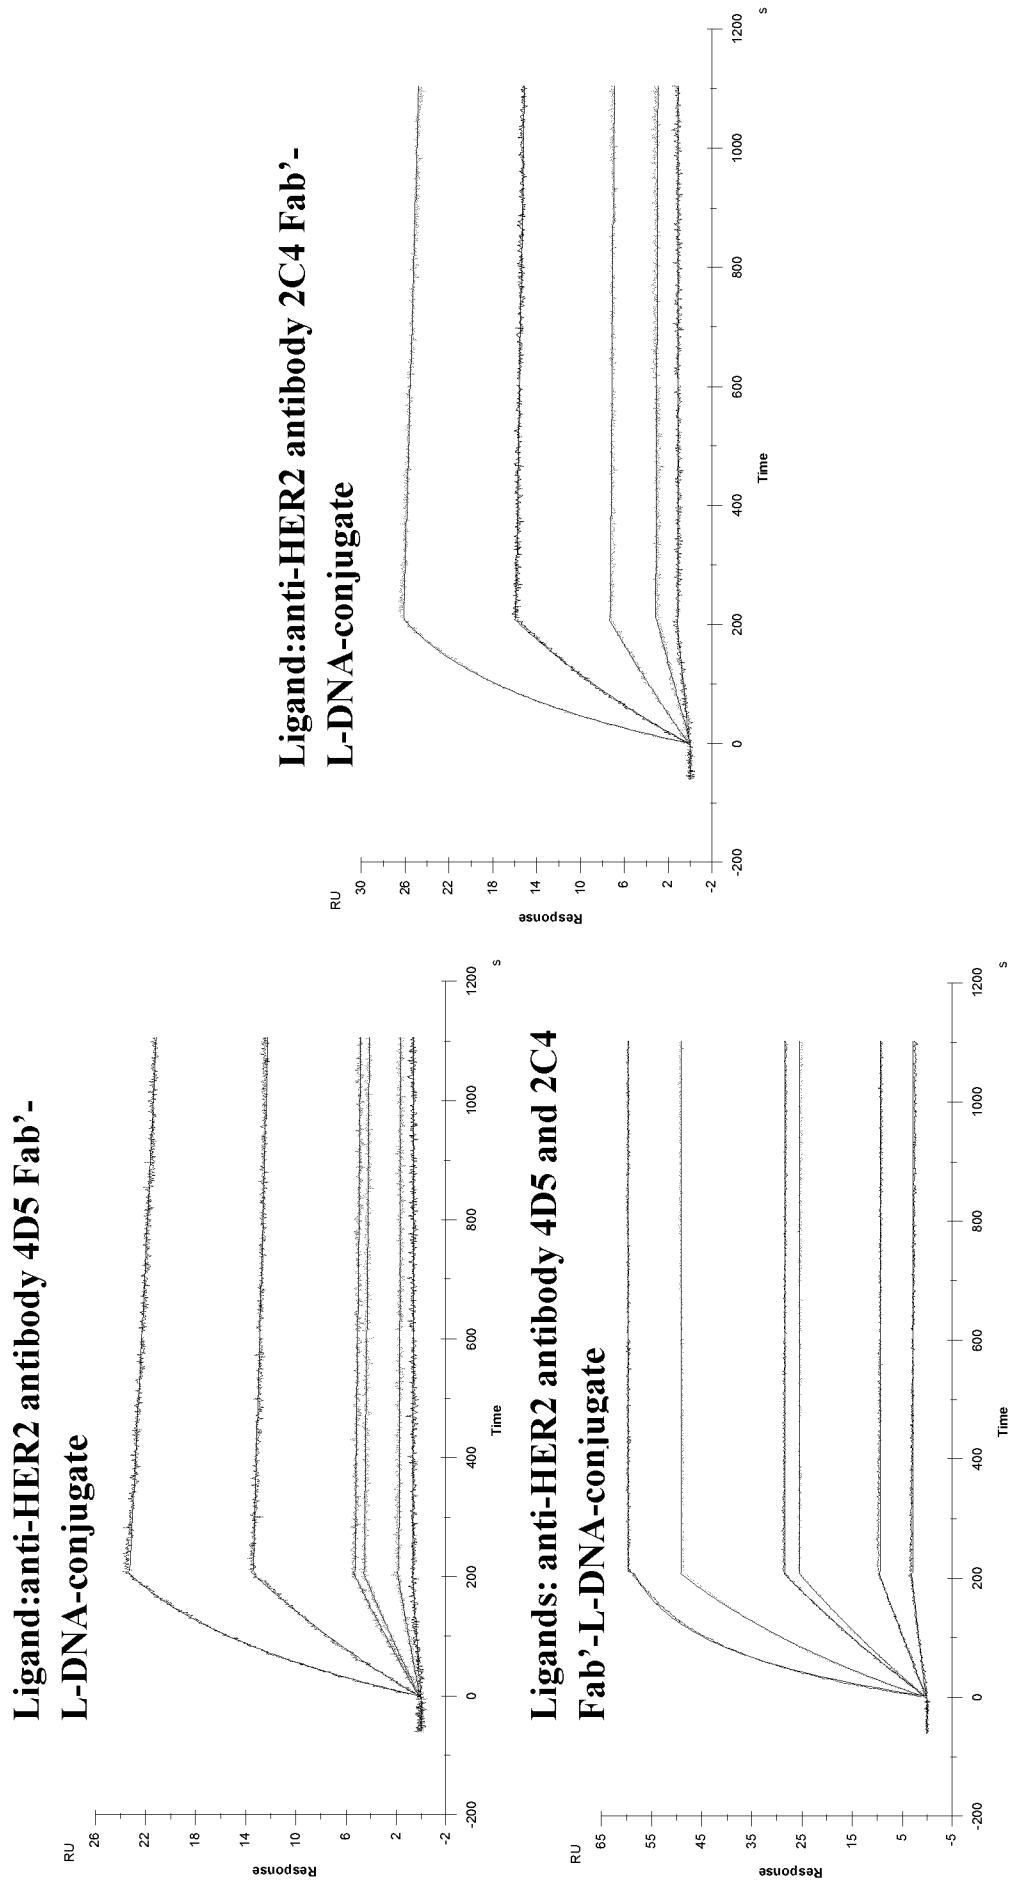 Ligand:anti-HER2 antibody 4D5 Fab’-
L-DNA-conjugate
RU
26
22
18
14
10
6
2
-2
Response
-200
0
200
400
600
800
1000
1200
Time
s
Ligand:anti-HER2 antibody 2C4 Fab’-
L-DNA-conjugate
RU
30
26
22
18
14
10
6
2
-2
Response
-200
0
200
400
600
800
1000
1200
Time
s
Ligands: anti-HER2 antibody 4D5 and 2C4
Fab’-L-DNA-conjugate
RU
65
55
45
35
25
15
5
-5
Response
-200
0
200
400
600
800
1000
1200
Time
s